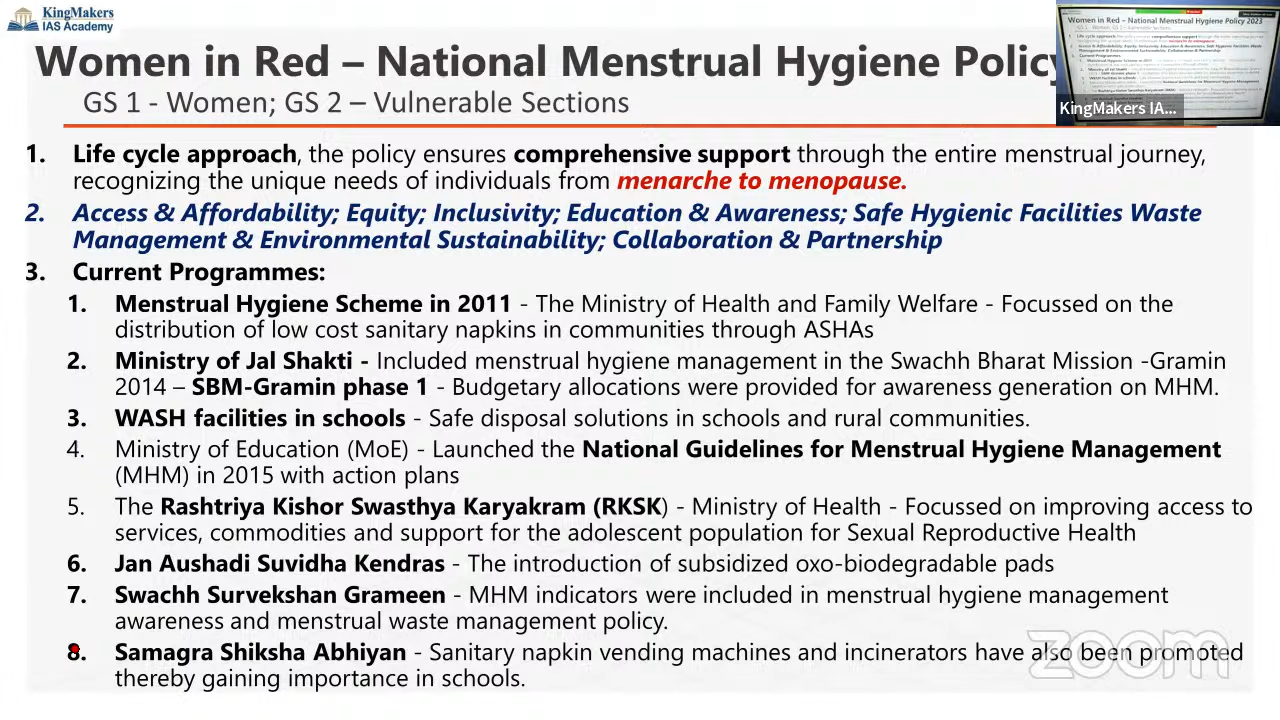 KingMakers
IAS Academy
Women in Red – National Menstrual Hygiene Policy
GS 1 - Women; GS 2 – Vulnerable Sections
Women in Red – National Menstrual Hygiene Policy 2023
KingMakers IA...
1. Life cycle approach, the policy ensures comprehensive support through the entire menstrual journey,
recognizing the unique needs of individuals from menarche to menopause.
2. Access & Affordability; Equity; Inclusivity; Education & Awareness; Safe Hygienic Facilities Waste
Management & Environmental Sustainability; Collaboration & Partnership
3. Current Programmes:
1. Menstrual Hygiene Scheme in 2011 - The Ministry of Health and Family Welfare - Focussed on the
distribution of low cost sanitary napkins in communities through ASHAs
2. Ministry of Jal Shakti - Included menstrual hygiene management in the Swachh Bharat Mission -Gramin
2014 – SBM-Gramin phase 1 - Budgetary allocations were provided for awareness generation on MHM.
3. WASH facilities in schools - Safe disposal solutions in schools and rural communities.
4. Ministry of Education (MoE) - Launched the National Guidelines for Menstrual Hygiene Management
(MHM) in 2015 with action plans
5. The Rashtriya Kishor Swasthya Karyakram (RKSK) - Ministry of Health - Focussed on improving access to
services, commodities and support for the adolescent population for Sexual Reproductive Health
6. Jan Aushadi Suvidha Kendras - The introduction of subsidized oxo-biodegradable pads
7. Swachh Survekshan Grameen - MHM indicators were included in menstrual hygiene management
awareness and menstrual waste management policy.
8. Samagra Shiksha Abhiyan - Sanitary napkin vending machines and incinerators have also been promoted
thereby gaining importance in schools.
zoom